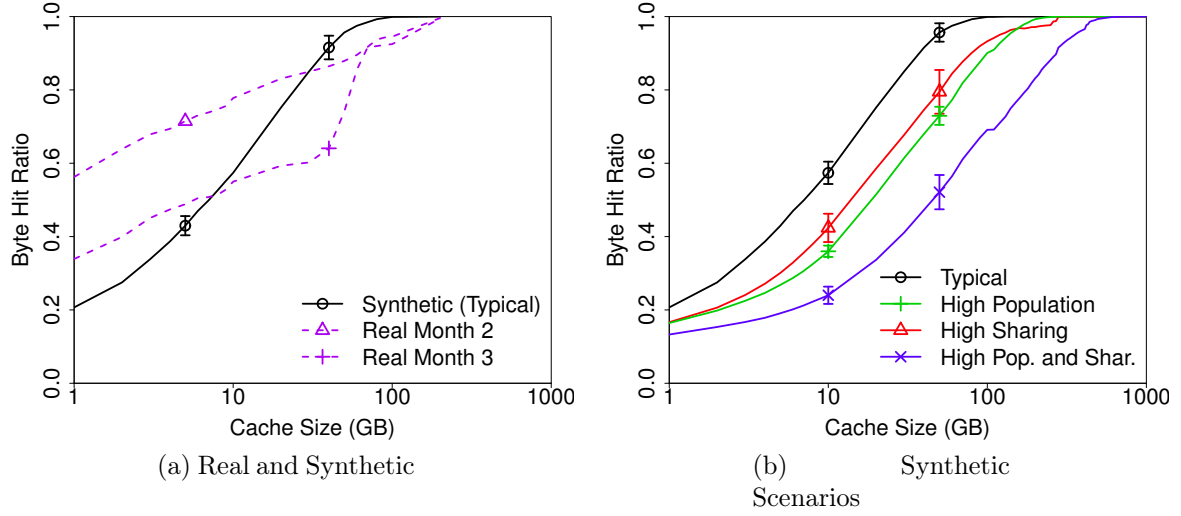 Byte Hit Ratio
0.0 0.2 0.4 0.6 0.8 1.0
Synthetic (Typical)
Real Month 2
Real Month 3
1 10 100 1000
Cache Size (GB)
(a) Real and Synthetic
Byte Hit Ratio
0.0 0.2 0.4 0.6 0.8 1.0
Typical
High Population
High Sharing
High Pop. and Shar.
1 10 100 1000
Cache Size (GB)
(b) Synthetic
Scenarios